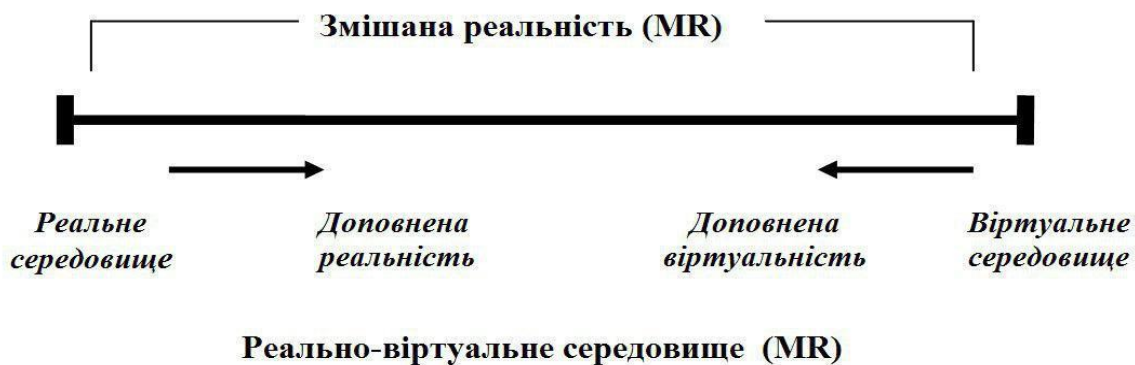 Змішана реальність (MR)
Реальне
середовище
Доповнена
реальність
Доповнена
віртуальність
Віртуальне
середовище
Реально-віртуальне середовище (MR)